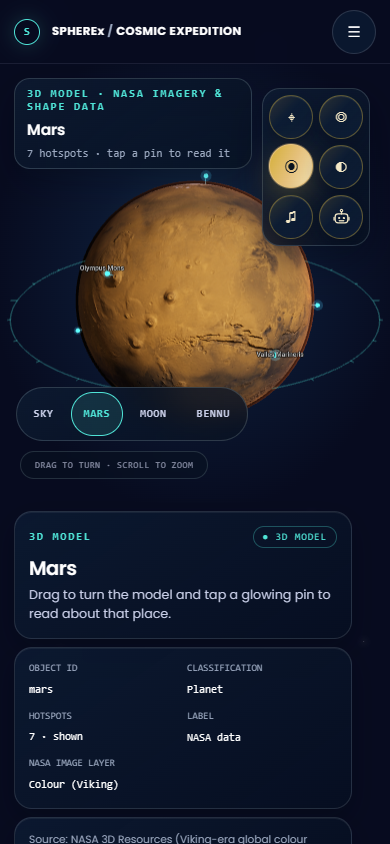 S SPHEREx / COSMIC EXPEDITION
3D MODEL · NASA IMAGERY &
SHAPE DATA
Mars
7 hotspots · tap a pin to read it
Olympus Mons
Valles Marineris
SKY MARS MOON BENNU
DRAG TO TURN · SCROLL TO ZOOM
3D MODEL
3D MODEL
Mars
Drag to turn the model and tap a glowing pin to
read about that place.
OBJECT ID CLASSIFICATION
mars Planet
HOTSPOTS LABEL
7 · shown NASA data
NASA IMAGE LAYER
Colour (Viking)
Source: NASA 3D Resources (Viking-era global colour